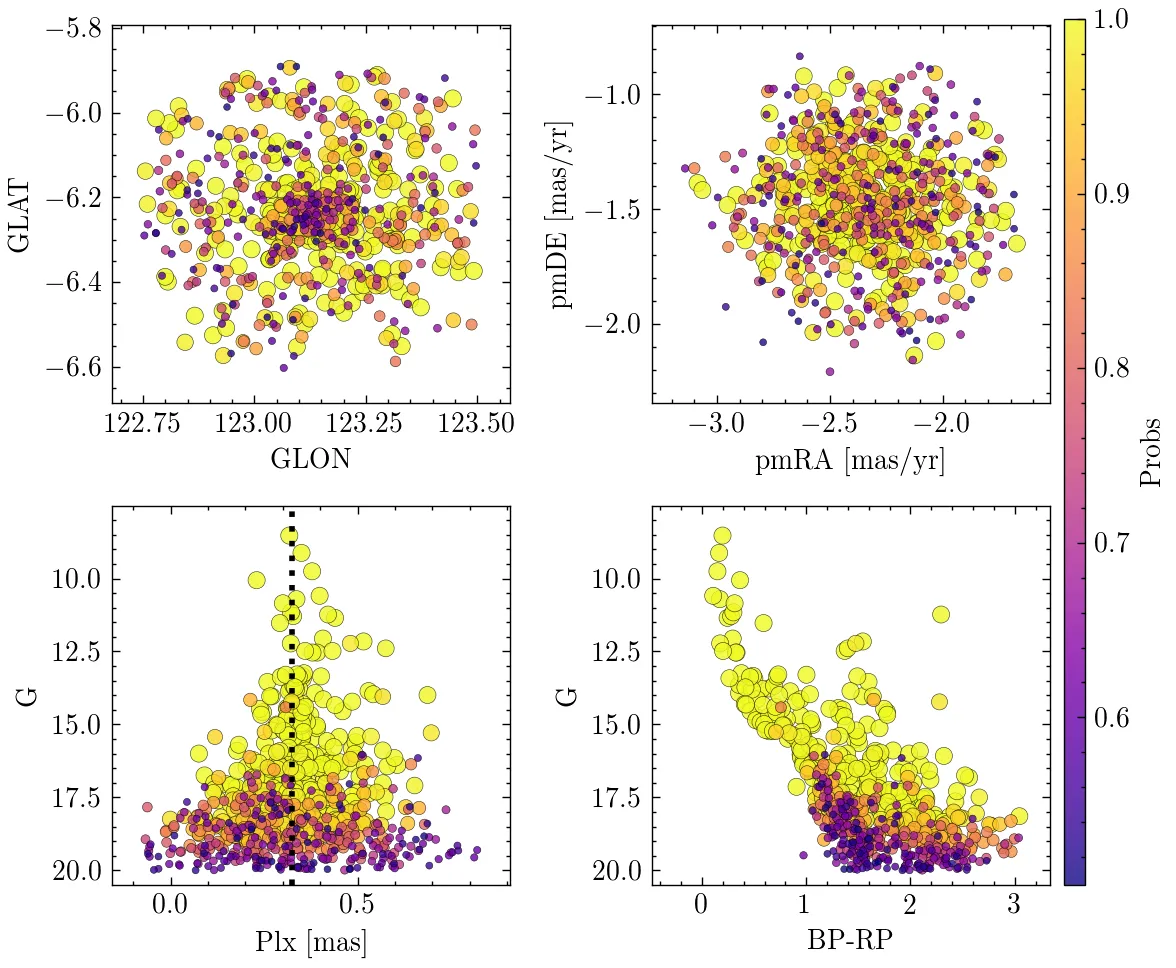 −5.8
−6.0
−6.2
−6.4
−6.6
GLAT
122.75 123.00 123.25 123.50
GLON
−1.0
−1.5
−2.0
pmDE [mas/yr]
−3.0 −2.5 −2.0
pmRA [mas/yr]
10.0
12.5
15.0
17.5
20.0
G
0.0 0.5
Plx [mas]
10.0
12.5
15.0
17.5
20.0
G
0 1 2 3
BP-RP
1.0
0.9
0.8
0.7
0.6
Probs